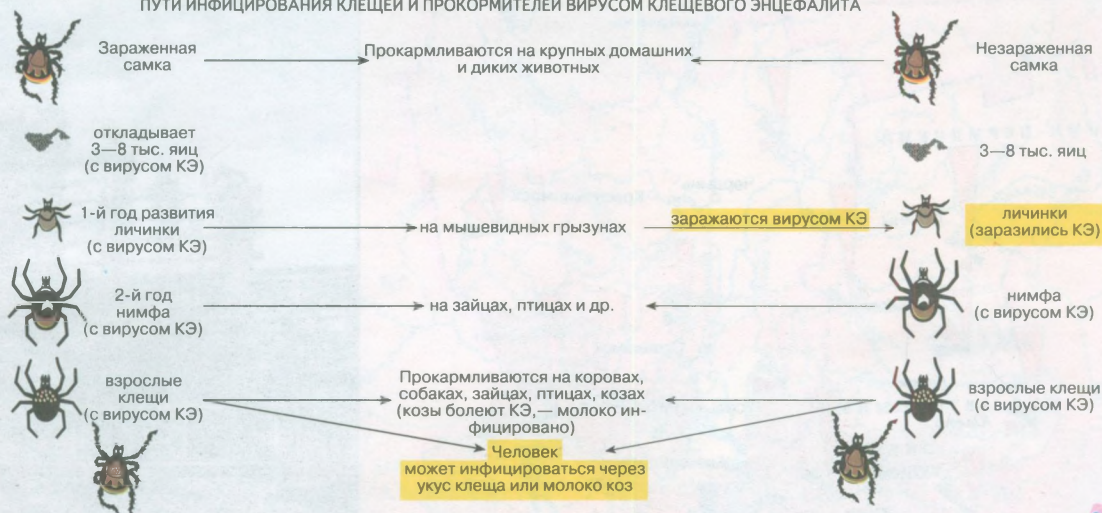 ПУТИ ИНФИЦИРОВАНИЯ КЛЕЩЕЙ И ПРОКОРМИТЕЛЕЙ ВИРУСОМ КЛЕЩЕВОГО ЭНЦЕФАЛИТА
Зараженная
самка
Прокармливаются на крупных домашних
и диких животных
Незараженная
самка
откладывает
3—8 тыс. яиц
(с вирусом КЭ)
3—8 тыс. яиц
1-й год развития
личинки
(с вирусом КЭ)
на мышевидных грызунах
заражаются вирусом КЭ
личинки
(заразились КЭ)
2-й год
нимфа
(с вирусом КЭ)
на зайцах, птицах и др.
нимфа
(с вирусом КЭ)
взрослые
клещи
(с вирусом КЭ)
Прокармливаются на коровах,
собаках, зайцах, птицах, козах
(козы болеют КЭ,— молоко ин-
фицировано)
взрослые клещи
(с вирусом КЭ)
Человек
может инфицироваться через
укус клеща или молоко коз